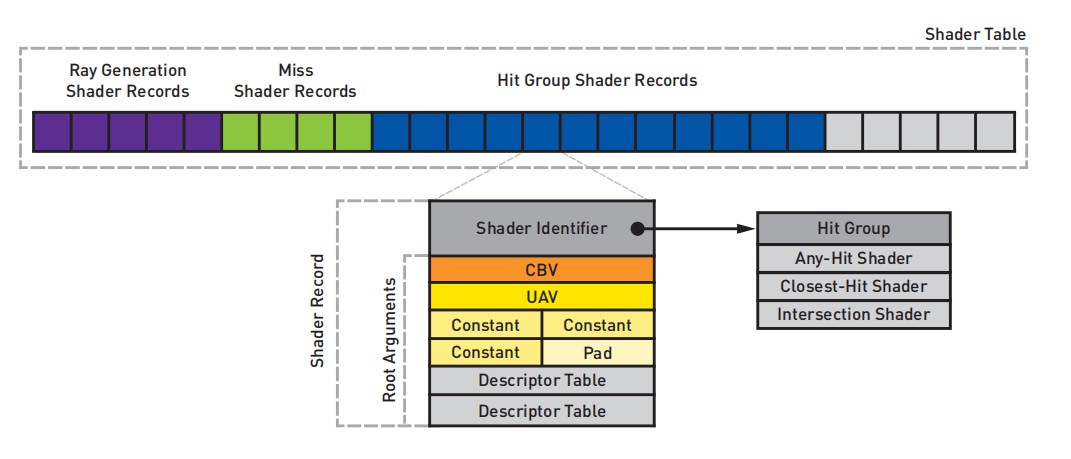 Shader Table
Ray Generation
Shader Records
Miss
Shader Records
Hit Group Shader Records
Shader Record
Root Arguments
Shader Identifier
CBV
UAV
Constant
Constant
Constant
Pad
Descriptor Table
Descriptor Table
Hit Group
Any-Hit Shader
Closest-Hit Shader
Intersection Shader